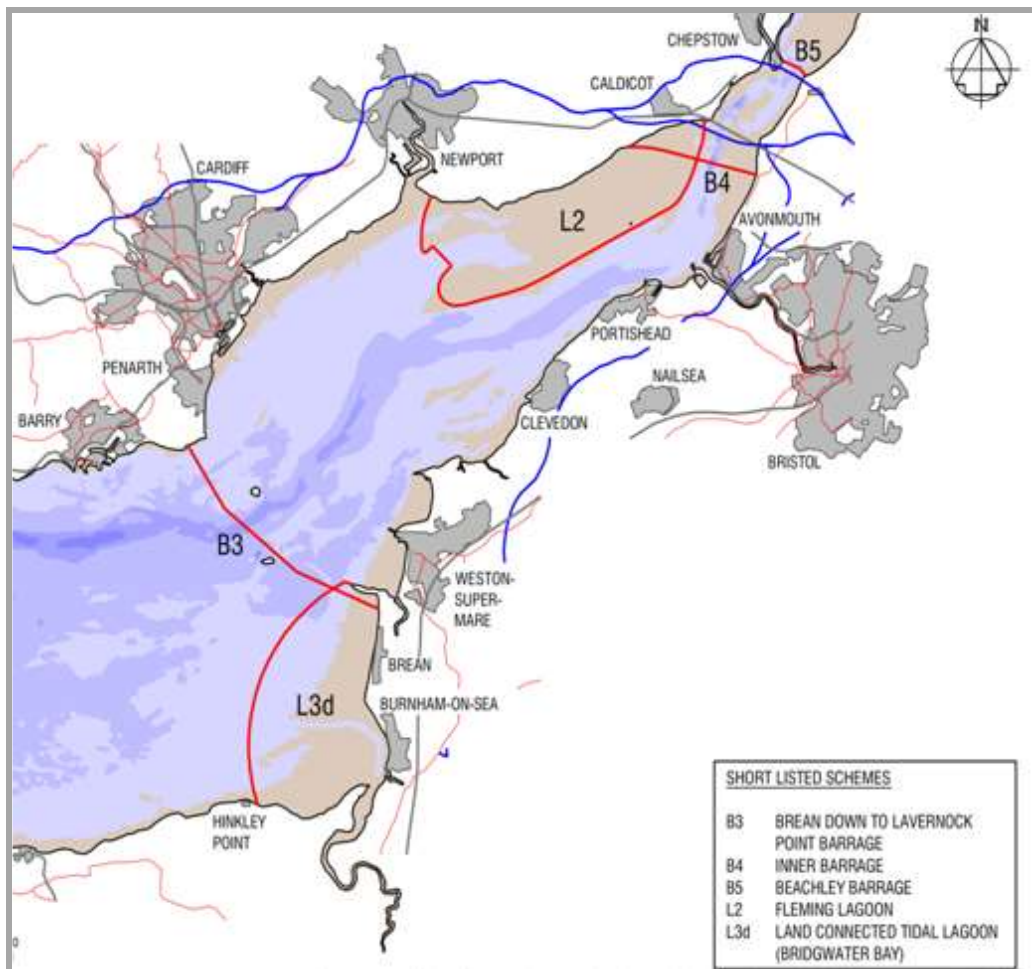 N
CHEPSTOW
B5
CALDICOT
NEWPORT
CARDIFF
B4
L2
AVONMOUTH
PORTISHEAD
PENARTH
NAILSEA
BARRY
CLEVEDON
BRISTOL
B3
WESTON-
SUPER-
MARE
BREAN
L3d
BURNHAM-ON-SEA
HINKLEY
POINT
SHORT LISTED SCHEMES
B3 BREAN DOWN TO LAVERNOCK
POINT BARRAGE
B4 INNER BARRAGE
B5 BEACHLEY BARRAGE
L2 FLEMING LAGOON
L3d LAND CONNECTED TIDAL LAGOON
(BRIDGWATER BAY)